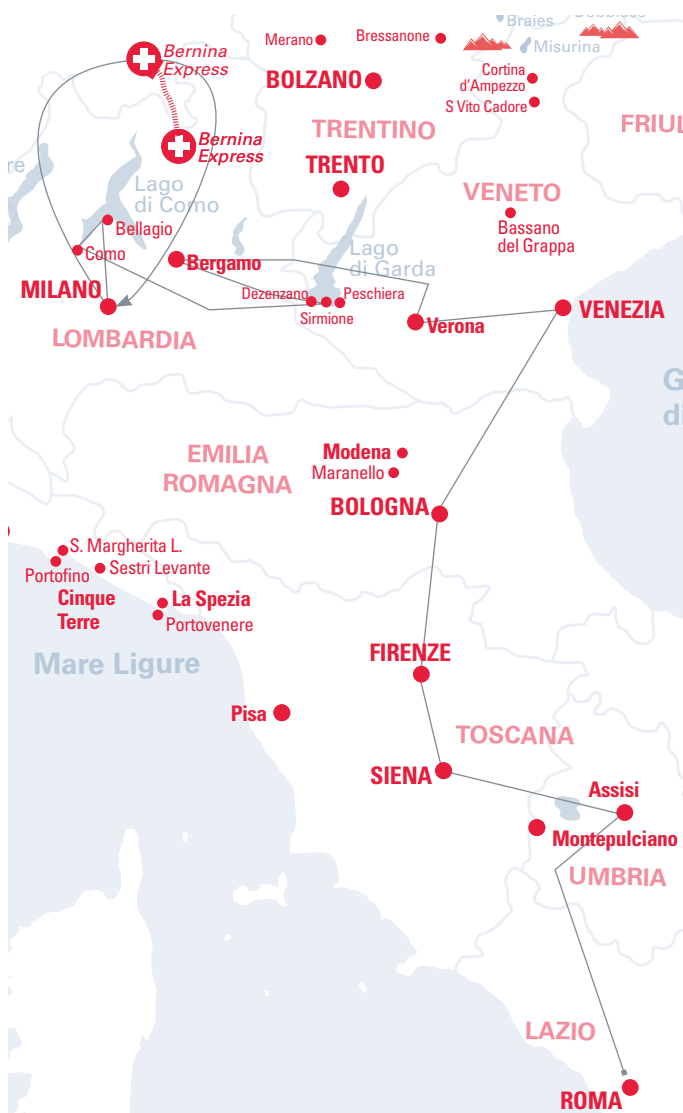 Braies
Dobbiaco
Misurina
Bernina
Express
Merano
Bressanone
BOLZANO
Cortina
d'Ampezzo
S Vito Cadore
TRENTINO
FRIUL
Bernina
Express
re
TRENTO
Lago
di Como
VENETO
Bellagio
Bassano
del Grappa
Como
Bergamo
Lago
di Garda
MILANO
Dezenzano
Peschiera
Sirmione
Verona
VENEZIA
LOMBARDIA
G
di
EMILIA
ROMAGNA
Modena
Maranello
BOLOGNA
S. Margherita L.
Portofino
Sestri Levante
Cinque
Terre
La Spezia
Portovenere
Mare Ligure
FIRENZE
Pisa
TOSCANA
SIENA
Assisi
Montepulciano
UMBRIA
LAZIO
ROMA